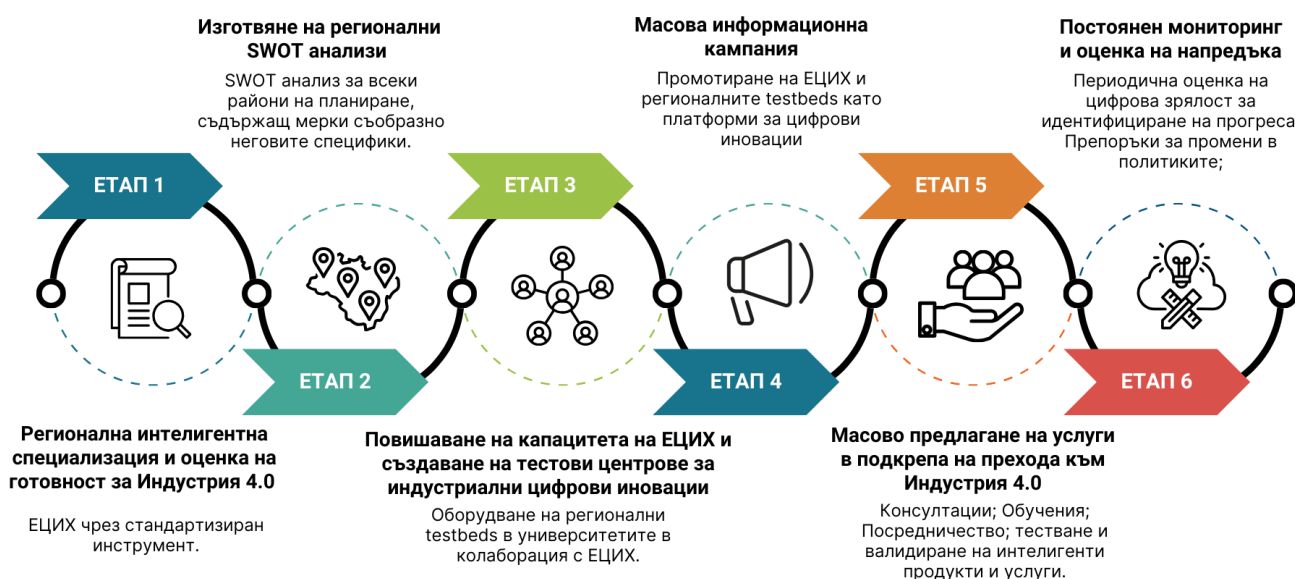 Изготвяне на регионални
SWOT анализи
SWOT анализ за всеки
райони на планиране,
съдържащ мерки съобразно
неговите специфики.
Масова информационна
кампания
Промотиране на ЕЦИХ и
регионалните testbeds като
платформи за цифрови
иновации
Постоянен мониторинг
и оценка на напредъка
Периодична оценка на
цифрова зрялост за
идентифициране на прогреса
Препоръки за промени в
политиките;
ЕТАП 1
ЕТАП 3
ЕТАП 5
ЕТАП 2
ЕТАП 4
ЕТАП 6
Регионална интелигентна
специализация и оценка на
готовност за Индустрия 4.0
ЕЦИХ чрез стандартизиран
инструмент.
Повишаване на капацитета на ЕЦИХ и
създаване на тестови центрове за
индустриални цифрови иновации
Оборудване на регионални
testbeds в университетите в
колаборация с ЕЦИХ.
Масово предлагане на услуги
в подкрепа на прехода към
Индустрия 4.0
Консултации; Обучения;
Посредничество; тестване и
валидиране на интелигенти
продукти и услуги.